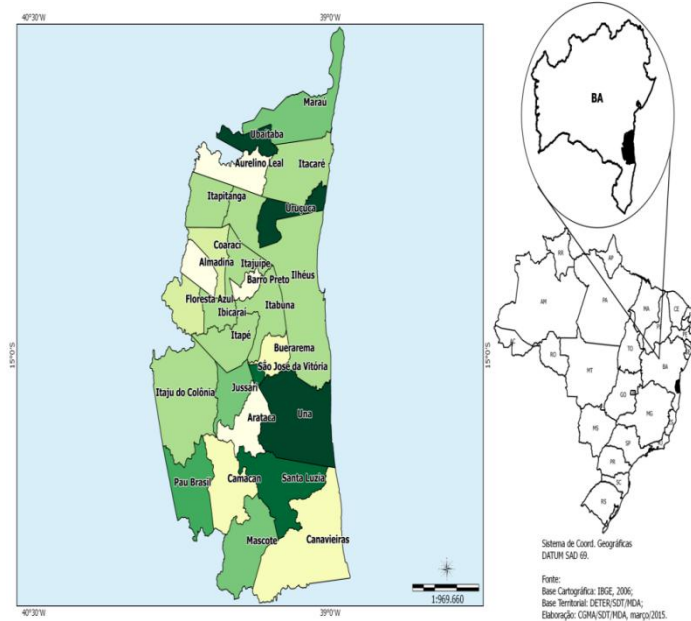 40°30'S
39°0'S
Maraú
Ubaitaba
Aurelino Leal
Itacaré
Itapitanga
Uruçuca
Coaraci
Almadina
Itajuípe
Barro Preto
Ilhéus
Floresta Azul
Ibicaraí
Itabuna
Itapé
Buerarema
São José da Vitória
Itaju do Colônia
Jussari
Una
Arataca
Pau Brasil
Camacan
Santa Luzia
Mascote
Canavieiras
15°0'S
15°0'S
1:969.660
40°30'S
39°0'S
BA
RR
AP
AM
PA
MA
CE
RO
TO
MT
BA
GO
MG
MS
SP
PR
SC
RS
Sistema de Coord. Geográficas
DATUM SAD 69.
Fonte:
Base Cartográfica: IBGE, 2006;
Base Territorial: DETER/SDT/MDA;
Elaboração: CGMA/SDT/MDA, março/2015.